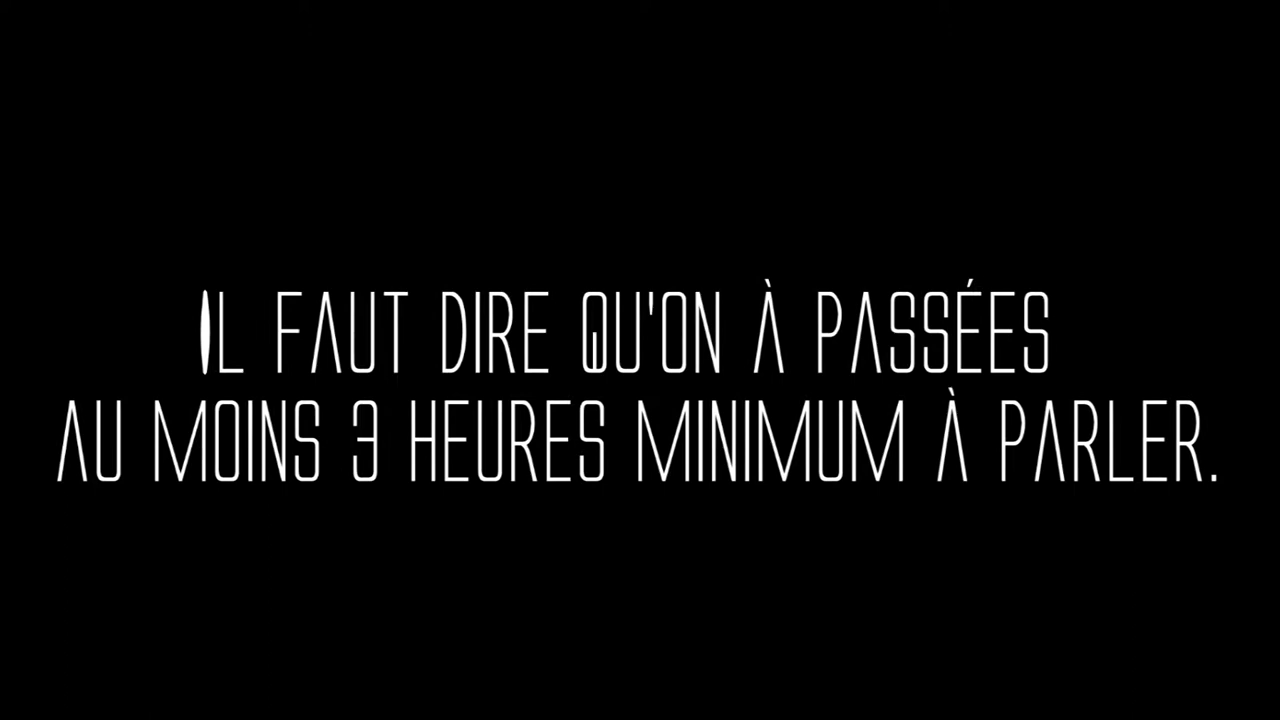 IL FAUT DIRE QU'ON À PASSÉES
AU MOINS 3 HEURES MINIMUM À PARLER.